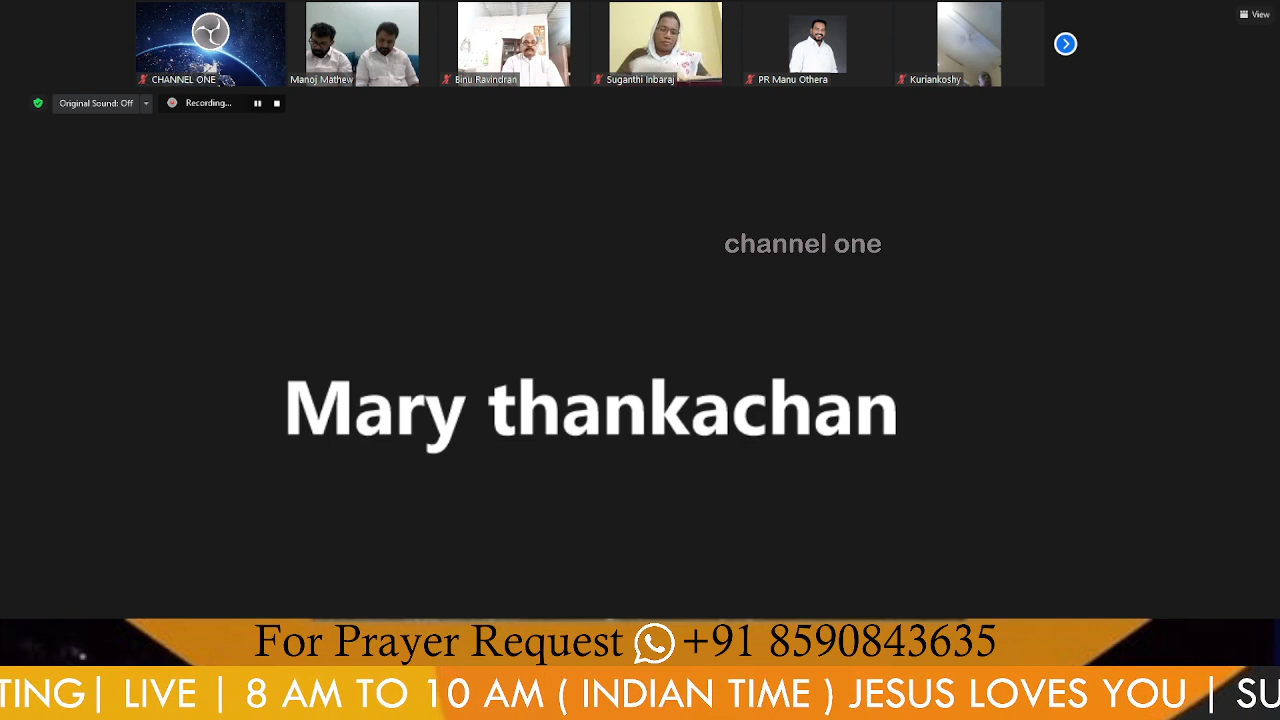 View
CHANNEL ONE
Manoj Mathew
Binu Ravindran
Suganthi inbaraj
PR Manu Othera
Kuriankoshy
Original Sound: Off
Recording...
channel one
Mary thankachan
For Prayer Request +91 8590843635
TING| LIVE | 8 AM TO 10 AM ( INDIAN TIME ) JESUS LOVES YOU | SU